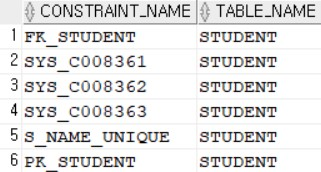 CONSTRAINT_NAME TABLE_NAME
1 FK_STUDENT STUDENT
2 SYS_C008361 STUDENT
3 SYS_C008362 STUDENT
4 SYS_C008363 STUDENT
5 S_NAME_UNIQUE STUDENT
6 PK_STUDENT STUDENT